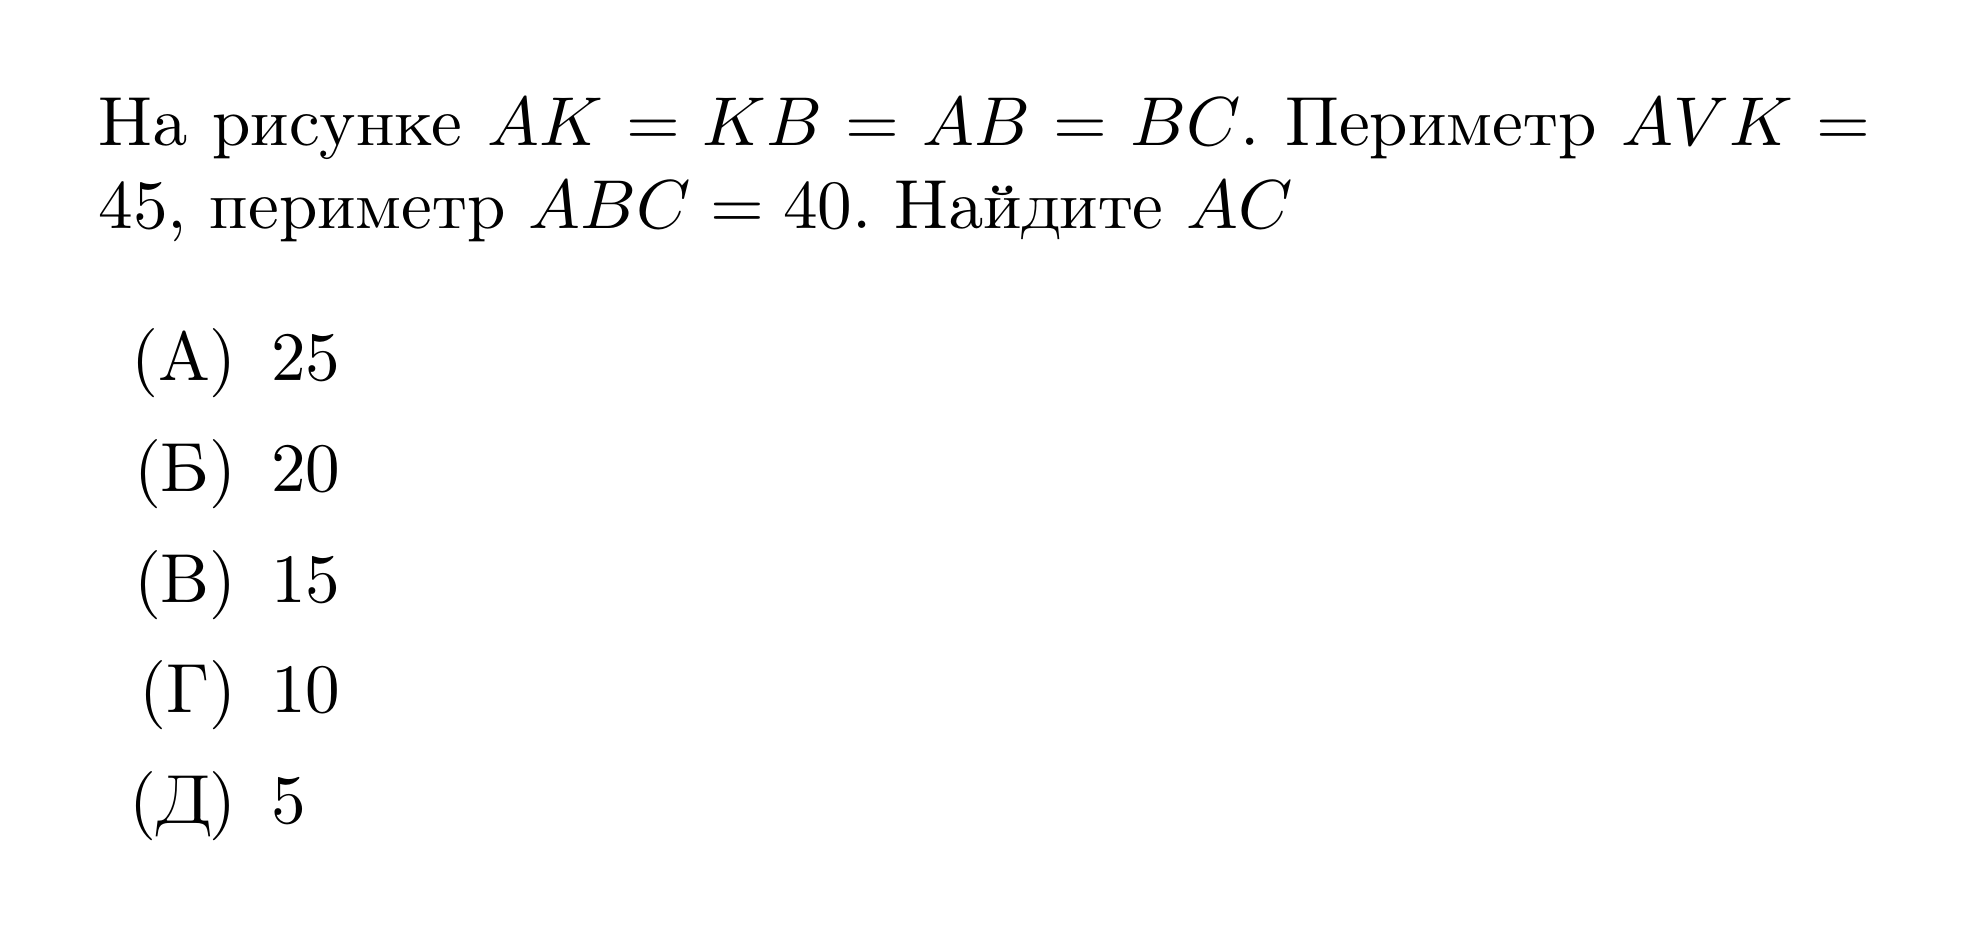 На рисунке AK = KB = AB = BC. Периметр AVK =
45, периметр ABC = 40. Найдите AC
(А) 25
(Б) 20
(В) 15
(Г) 10
(Д) 5